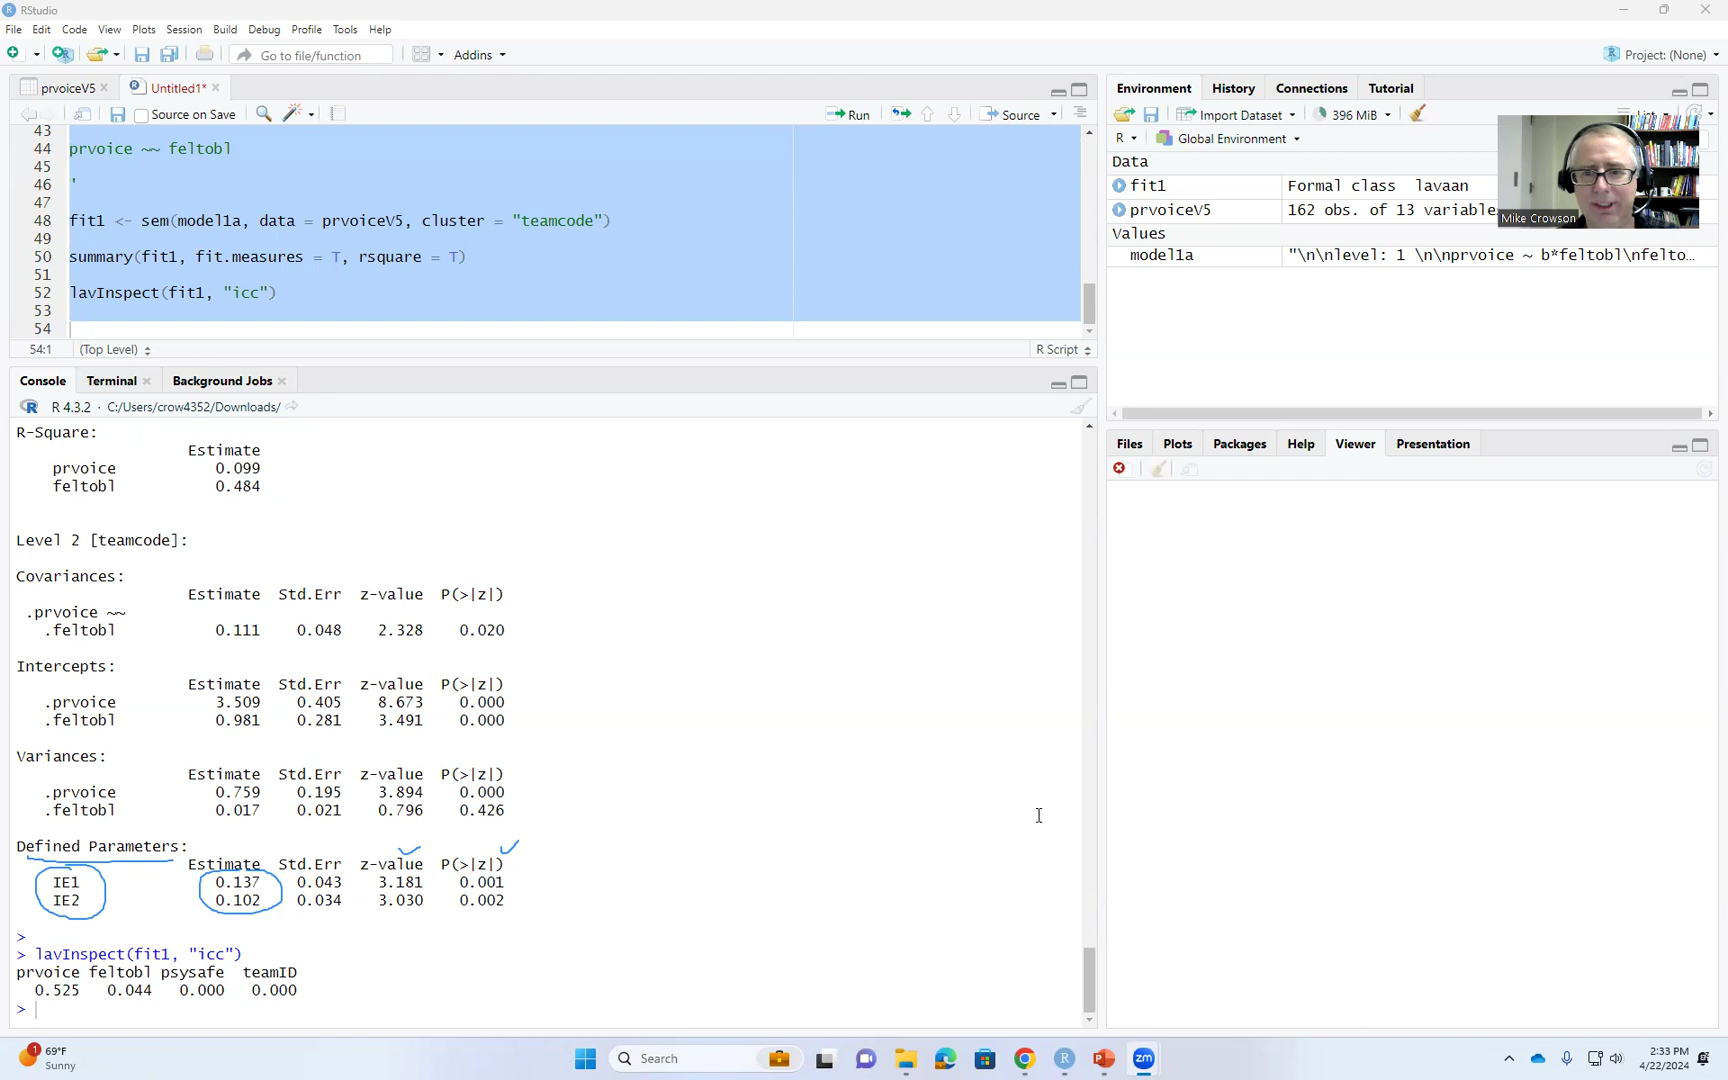 RStudio
File Edit Code View Plots Session Build Debug Profile Tools Help
Go to file/function Addins Project: (None)
prvoiceV5 Untitled1*
Source on Save Run Source
43
44 prvoice ~~ feltobl
45
46 '
47
48 fit1 <- sem(model1a, data = prvoiceV5, cluster = "teamcode")
49
50 summary(fit1, fit.measures = T, rsquare = T)
51
52 lavInspect(fit1, "icc")
53
54
54:1 (Top Level) R Script
Console Terminal Background Jobs
R 4.3.2 · C:/Users/crow4352/Downloads/
R-Square:
Estimate
prvoice 0.099
feltobl 0.484
Level 2 [teamcode]:
Covariances:
Estimate Std.Err z-value P(>|z|)
.prvoice ~~
.feltobl 0.111 0.048 2.328 0.020
Intercepts:
Estimate Std.Err z-value P(>|z|)
.prvoice 3.509 0.405 8.673 0.000
.feltobl 0.981 0.281 3.491 0.000
Variances:
Estimate Std.Err z-value P(>|z|)
.prvoice 0.759 0.195 3.894 0.000
.feltobl 0.017 0.021 0.796 0.426
Defined Parameters:
Estimate Std.Err z-value P(>|z|)
IE1 0.137 0.043 3.181 0.001
IE2 0.102 0.034 3.030 0.002
>
> lavInspect(fit1, "icc")
prvoice feltobl psysafe teamID
0.525 0.044 0.000 0.000
>
Environment History Connections Tutorial
Import Dataset 396 MiB List
R Global Environment
Data
fit1 Formal class lavaan
prvoiceV5 162 obs. of 13 variables
Values
model1a "\n\nlevel: 1 \n\nprvoice ~ b*feltobl\nfelto…
Mike Crowson
Files Plots Packages Help Viewer Presentation
1
69°F
Sunny
Search
zm
2:33 PM
4/22/2024